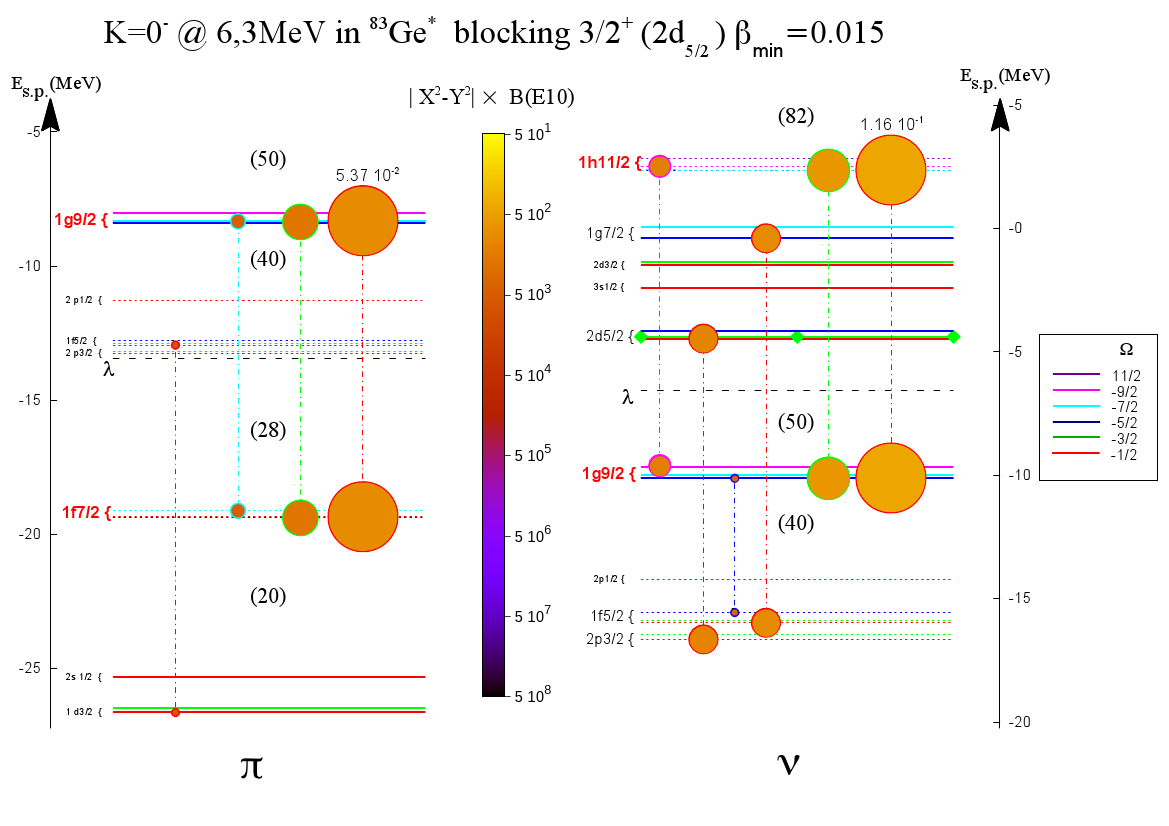 K=0⁻ @ 6,3MeV in ⁸³Ge* blocking 3/2⁺ (2d₅/₂) β_min=0.015
E_s.p.(MeV)
-5
-10
-15
-20
-25
(50)
5.37 10⁻²
1g9/2 {
(40)
2 p1/2 {
1f5/2 {
2 p3/2 {
λ
(28)
1f7/2 {
(20)
2s 1/2 {
1 d3/2 {
π
| X²-Y²| × B(E10)
5 10¹
5 10²
5 10³
5 10⁴
5 10⁵
5 10⁶
5 10⁷
5 10⁸
E_s.p.(MeV)
-5
-0
-5
-10
-15
-20
(82)
1.16 10⁻¹
1h11/2 {
1g7/2 {
2d3/2 {
3s1/2 {
2d5/2 {
λ
(50)
1g9/2 {
(40)
2p1/2 {
1f5/2 {
2p3/2 {
ν
Ω
11/2
-9/2
-7/2
-5/2
-3/2
-1/2